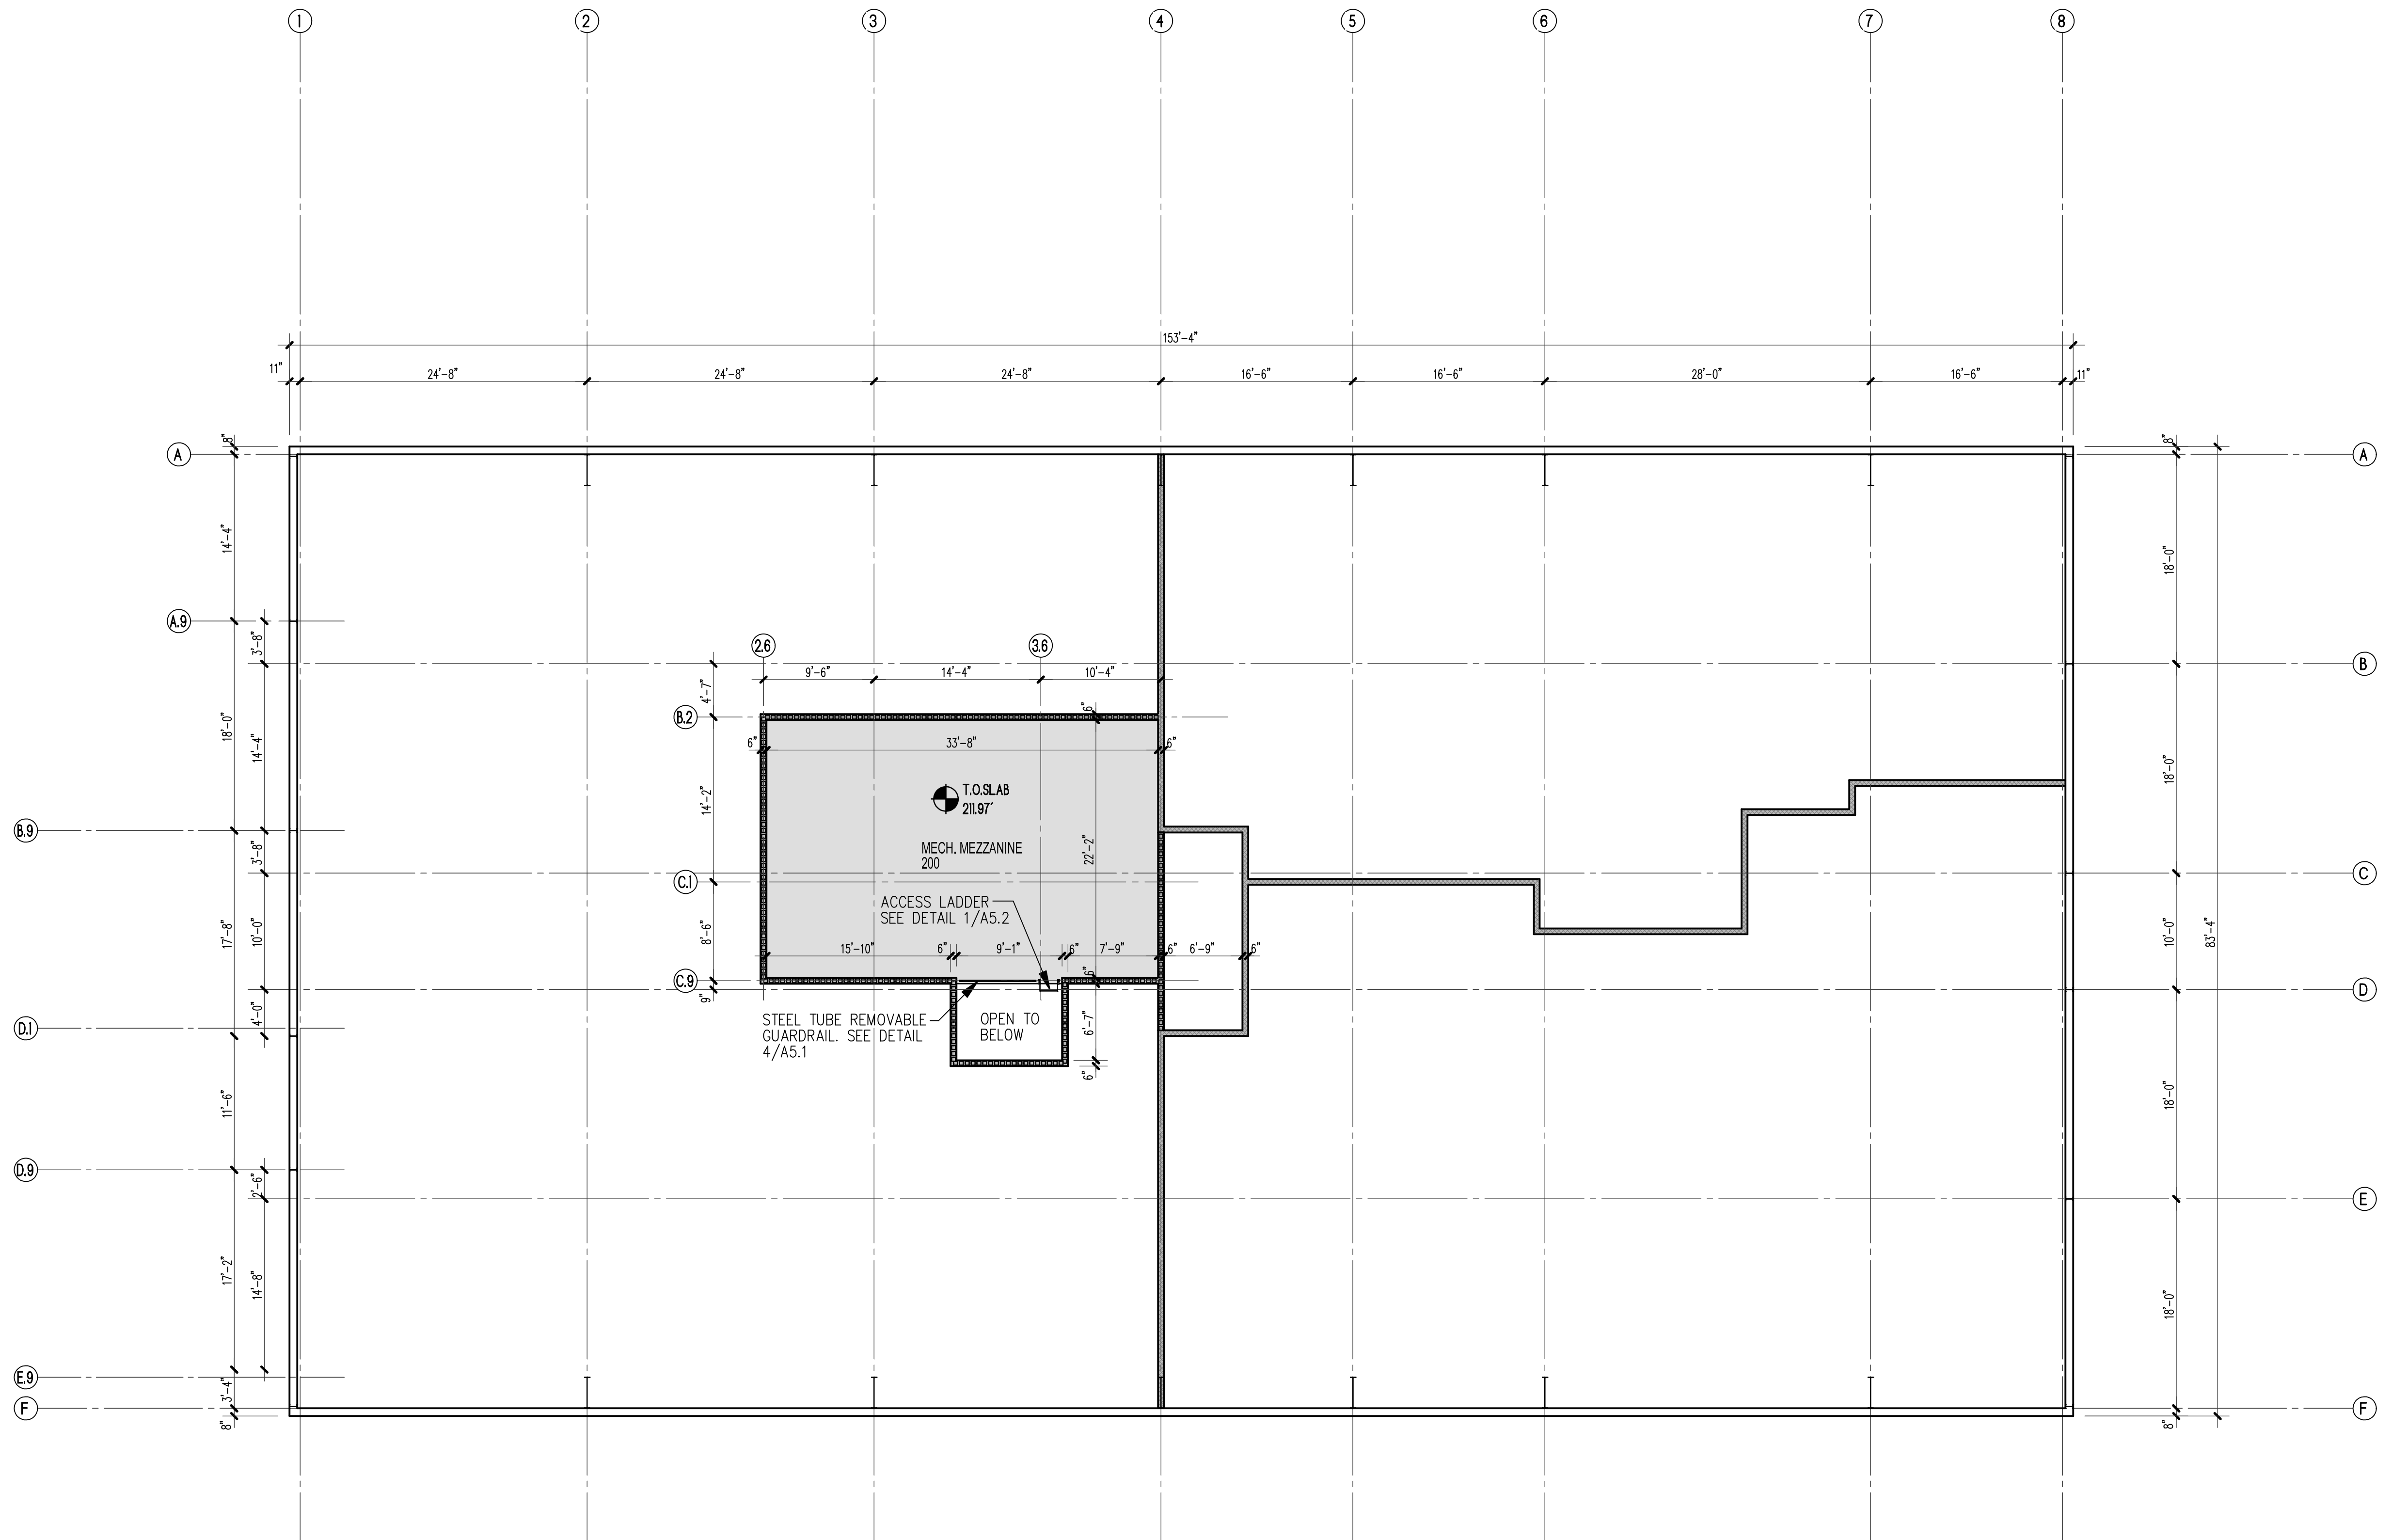 1 2 3 4 5 6 7 8
153'-4"
11" 24'-8" 24'-8" 24'-8" 16'-6" 16'-6" 28'-0" 16'-6" 11"
8" 8"
A A
14'-4"
18'-0"
A.9
3'-8"
2.6 3.6
B
9'-6" 14'-4" 10'-4"
4'-7"
B.2
6"
18'-0"
14'-4"
6" 33'-8" 6"
18'-0"
T.O.SLAB
211.97'
14'-2"
B.9
MECH. MEZZANINE
200
22'-2"
3'-8"
C
C.1
ACCESS LADDER
SEE DETAIL 1/A5.2
17'-8"
10'-0"
8'-6"
10'-0"
83'-4"
15'-10" 6" 9'-1" 6" 7'-9" 6" 6'-9" 6"
6"
C.9
9"
D
4'-0"
D.1
STEEL TUBE REMOVABLE
GUARDRAIL. SEE DETAIL
4/A5.1
OPEN TO
BELOW
6'-7"
6"
11'-6"
18'-0"
D.9
2'-6"
E
17'-2"
14'-8"
18'-0"
E.9
3'-4"
F F
8" 8"